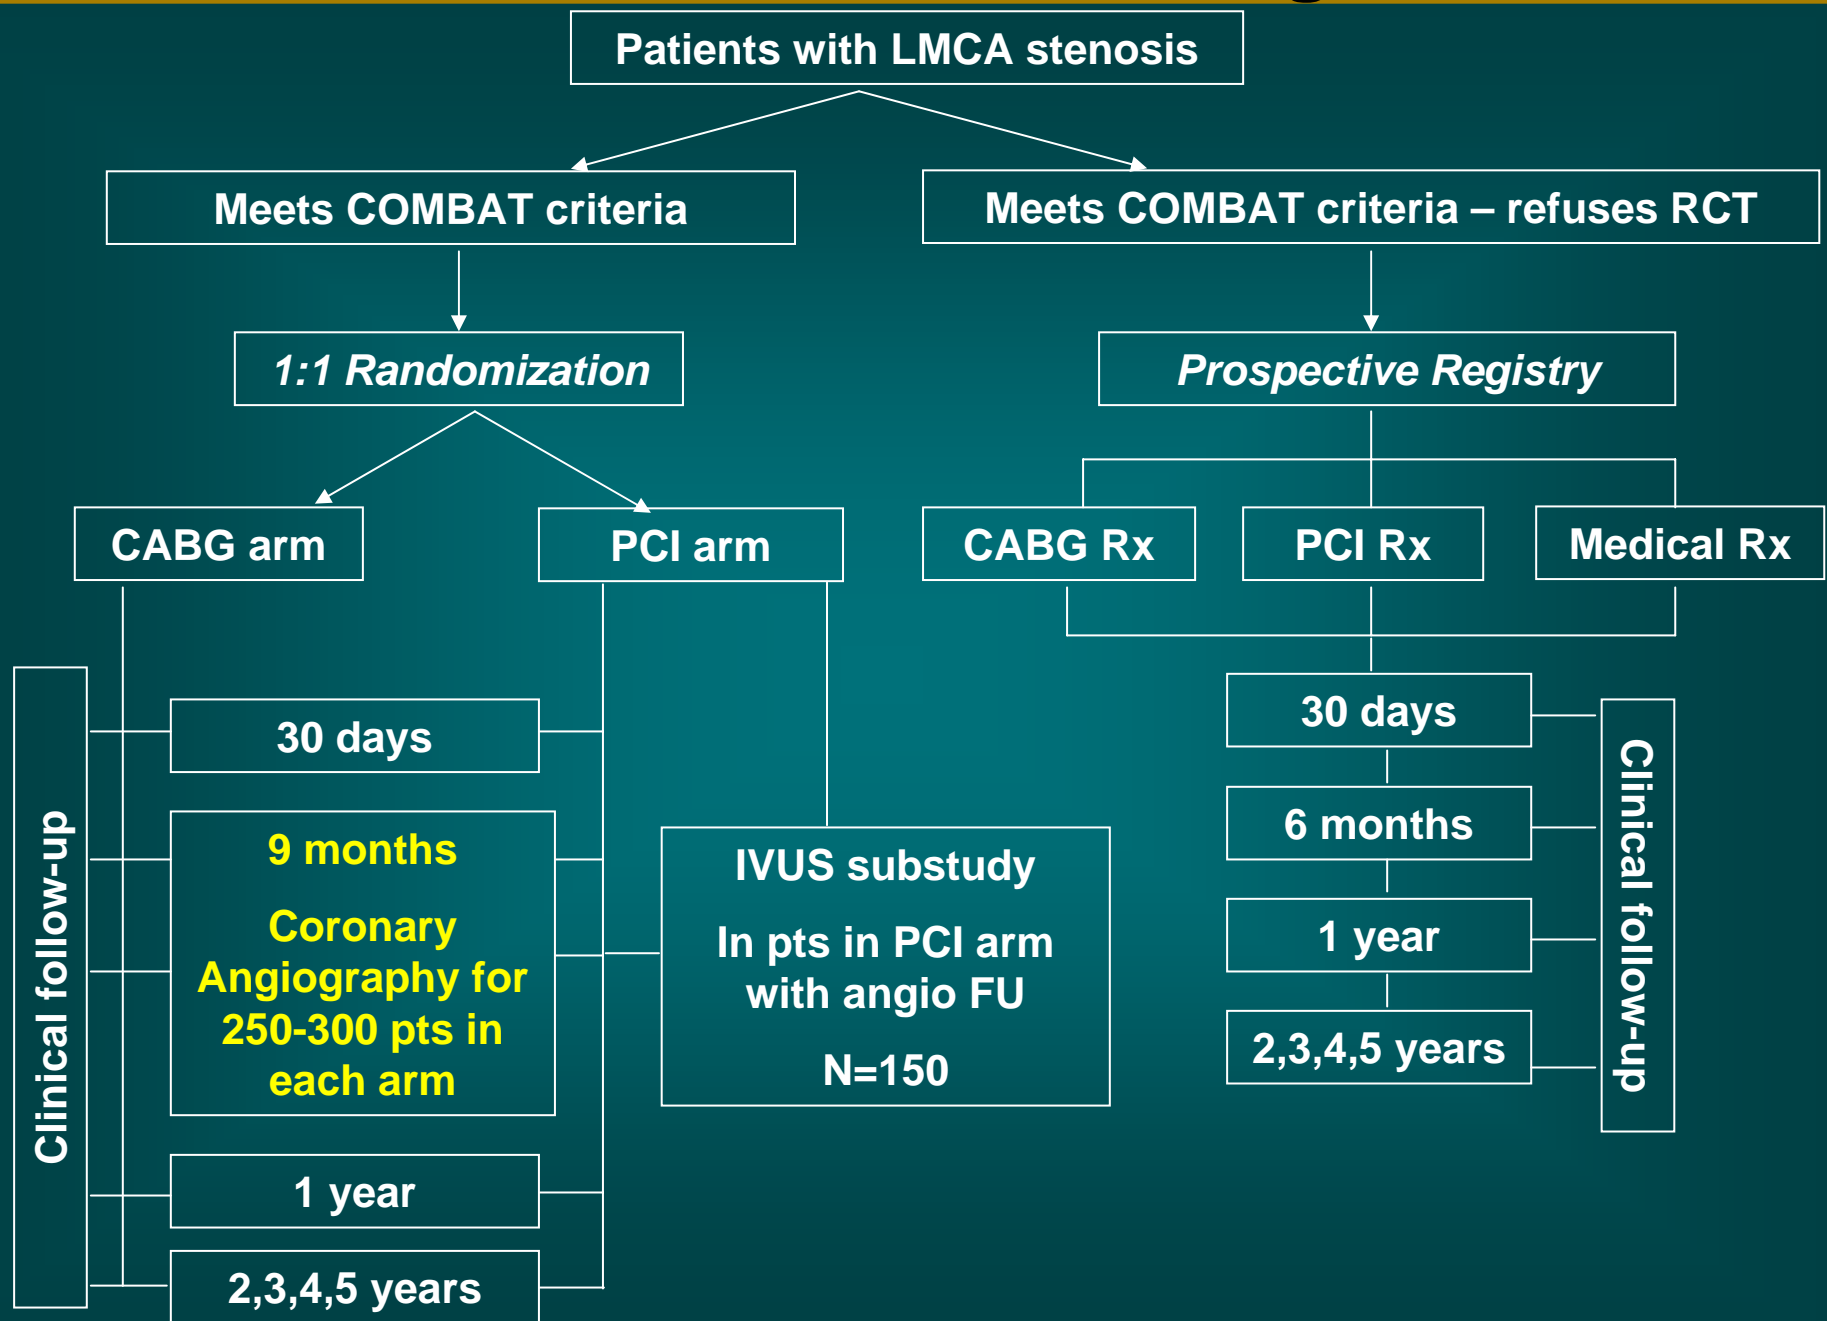 Patients with LMCA stenosis
Meets COMBAT criteria
Meets COMBAT criteria – refuses RCT
1:1 Randomization
Prospective Registry
CABG arm
PCI arm
CABG Rx
PCI Rx
Medical Rx
Clinical follow-up
30 days
9 months
Coronary
Angiography for
250-300 pts in
each arm
1 year
2,3,4,5 years
IVUS substudy
In pts in PCI arm
with angio FU
N=150
30 days
6 months
1 year
2,3,4,5 years
Clinical follow-up